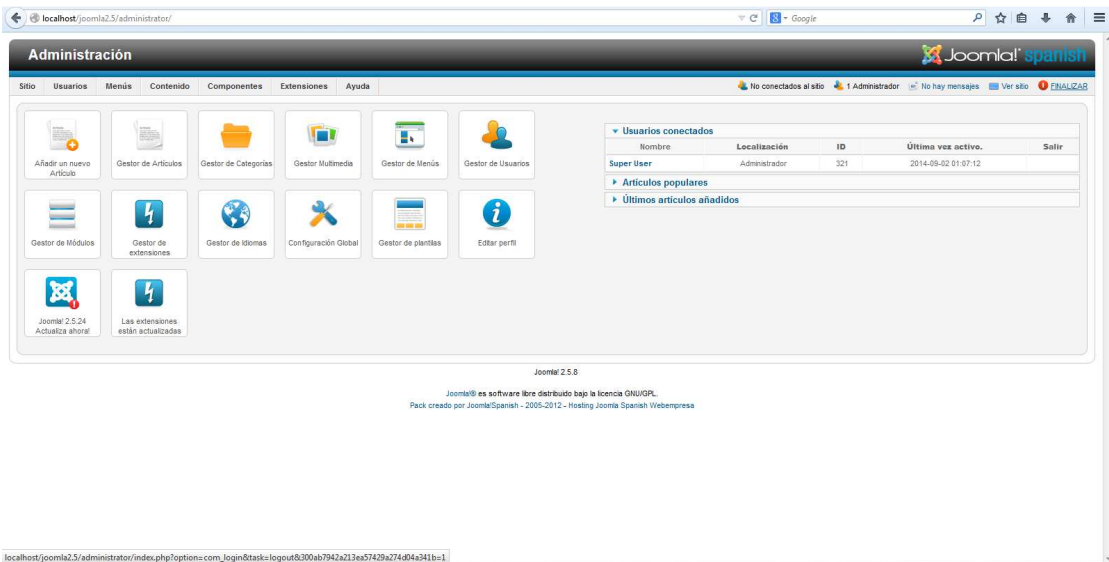 localhost/joomla2.5/administrator/
Google
Administración
Joomla!® spanish
Sitio Usuarios Menús Contenido Componentes Extensiones Ayuda
No conectados al sitio 1 Administrador No hay mensajes Ver sitio FINALIZAR
Añadir un nuevo Artículo
Gestor de Artículos
Gestor de Categorías
Gestor Multimedia
Gestor de Menús
Gestor de Usuarios
Gestor de Módulos
Gestor de extensiones
Gestor de Idiomas
Configuración Global
Gestor de plantilas
Editar perfil
Joomla! 2.5.24 Actualiza ahora!
Las extensiones están actualizadas
Usuarios conectados
Nombre Localización ID Última vez activo. Salir
Super User Administrador 321 2014-09-02 01:07:12
Artículos populares
Últimos artículos añadidos
Joomla! 2.5.8
Joomla!® es software libre distribuido bajo la licencia GNU/GPL.
Pack creado por Joomla!Spanish - 2005-2012 - Hosting Joomla Spanish Webempresa
localhost/joomla2.5/administrator/index.php?option=com_login&task=logout&300ab7942a213ea57429a274d04a341b=1